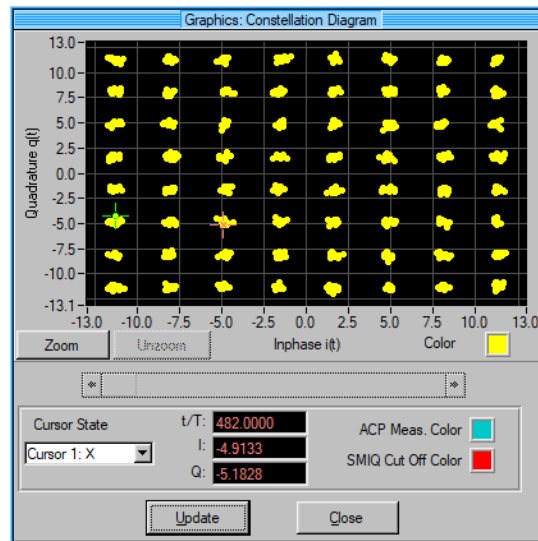 Graphics: Constellation Diagram
Quadrature q(t)
13.0
10.0
7.5
5.0
2.5
0.0
-2.5
-5.0
-7.5
-10.0
-13.1
-13.0 -10.0 -7.5 -5.0 -2.5 0.0 2.5 5.0 7.5 10.0 13.0
Zoom Unzoom Inphase i(t) Color
Cursor State
Cursor 1: X
t/T: 482.0000
I: -4.9133
Q: -5.1828
ACP Meas. Color
SMIQ Cut Off Color
Update Close